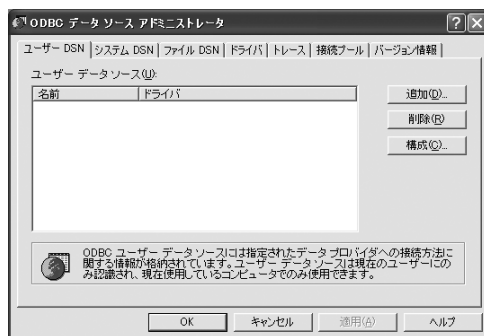 ODBC データ ソース アドミニストレータ
ユーザー DSN システム DSN ファイル DSN ドライバ トレース 接続プール バージョン情報
ユーザー データ ソース(U):
名前 ドライバ
追加(D)...
削除(R)
構成(C)...
ODBC ユーザー データ ソースには指定されたデータ プロバイダへの接続方法に
関する情報が格納されています。ユーザー データ ソースは現在のユーザーにの
み認識され、現在使用しているコンピュータでのみ使用できます。
OK キャンセル 適用(A) ヘルプ